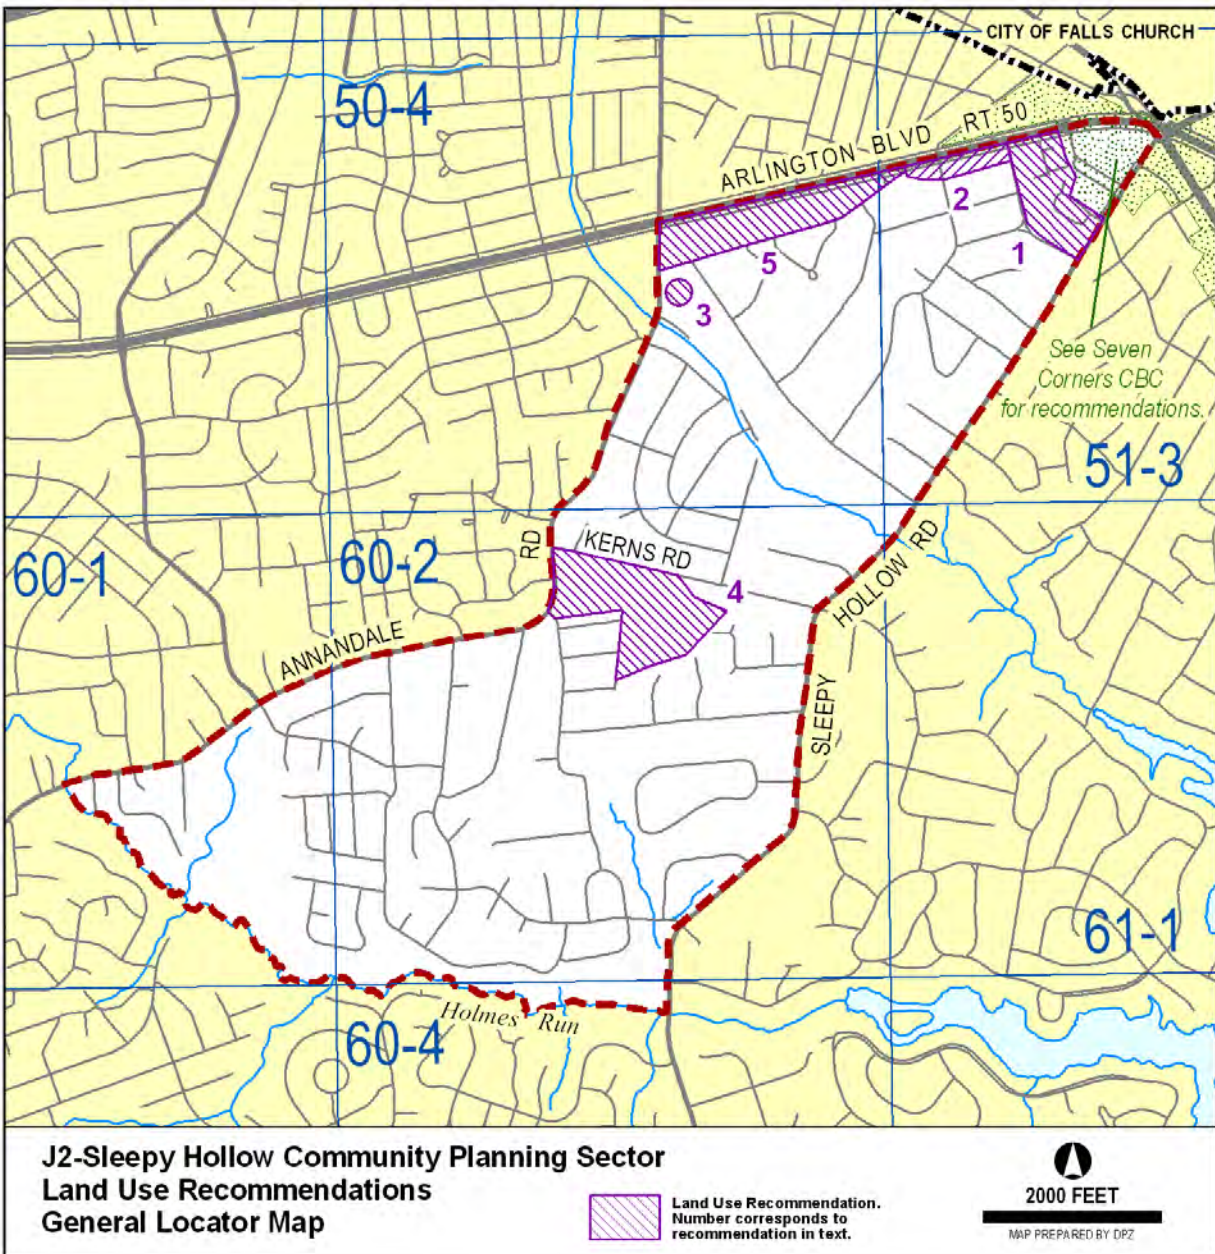 CITY OF FALLS CHURCH
50-4
ARLINGTON BLVD RT 50
2
1
5
3
See Seven
Corners CBC
for recommendations.
51-3
RD
KERNS RD
60-1
60-2
4
HOLLOW RD
ANNANDALE
SLEEPY
61-1
Holmes Run
60-4
J2-Sleepy Hollow Community Planning Sector
Land Use Recommendations
General Locator Map
Land Use Recommendation.
Number corresponds to
recommendation in text.
2000 FEET
MAP PREPARED BY DPZ